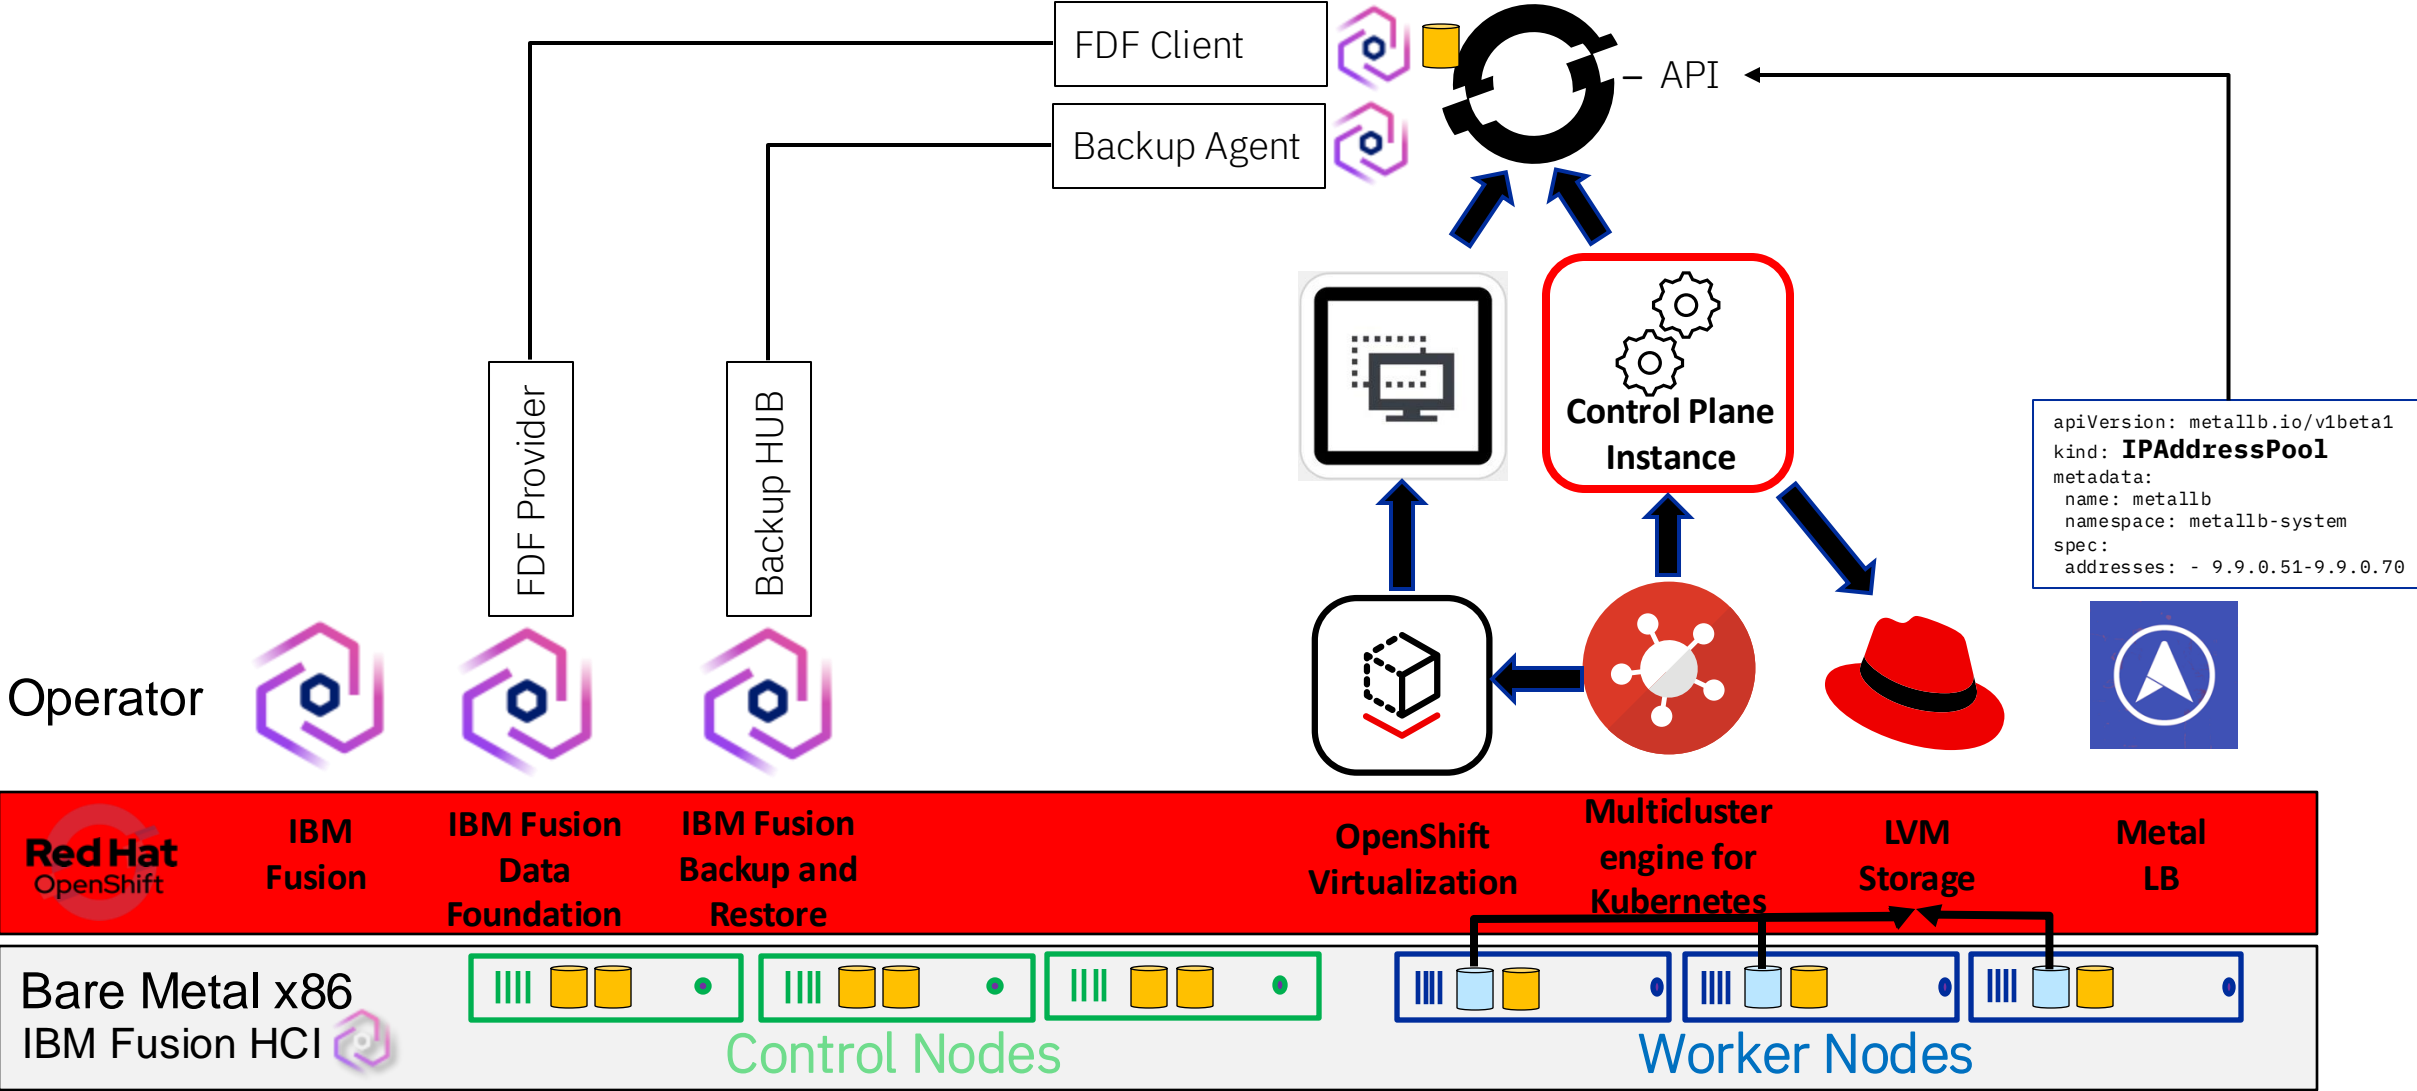 FDF Client
– API
Backup Agent
FDF Provider
Backup HUB
Control Plane
Instance
apiVersion: metallb.io/v1beta1
kind: IPAddressPool
metadata:
name: metallb
namespace: metallb-system
spec:
addresses: - 9.9.0.51-9.9.0.70
Operator
Red Hat
OpenShift
IBM
Fusion
IBM Fusion
Data
Foundation
IBM Fusion
Backup and
Restore
OpenShift
Virtualization
Multicluster
engine for
Kubernetes
LVM
Storage
Metal
LB
Bare Metal x86
IBM Fusion HCI
Control Nodes
Worker Nodes